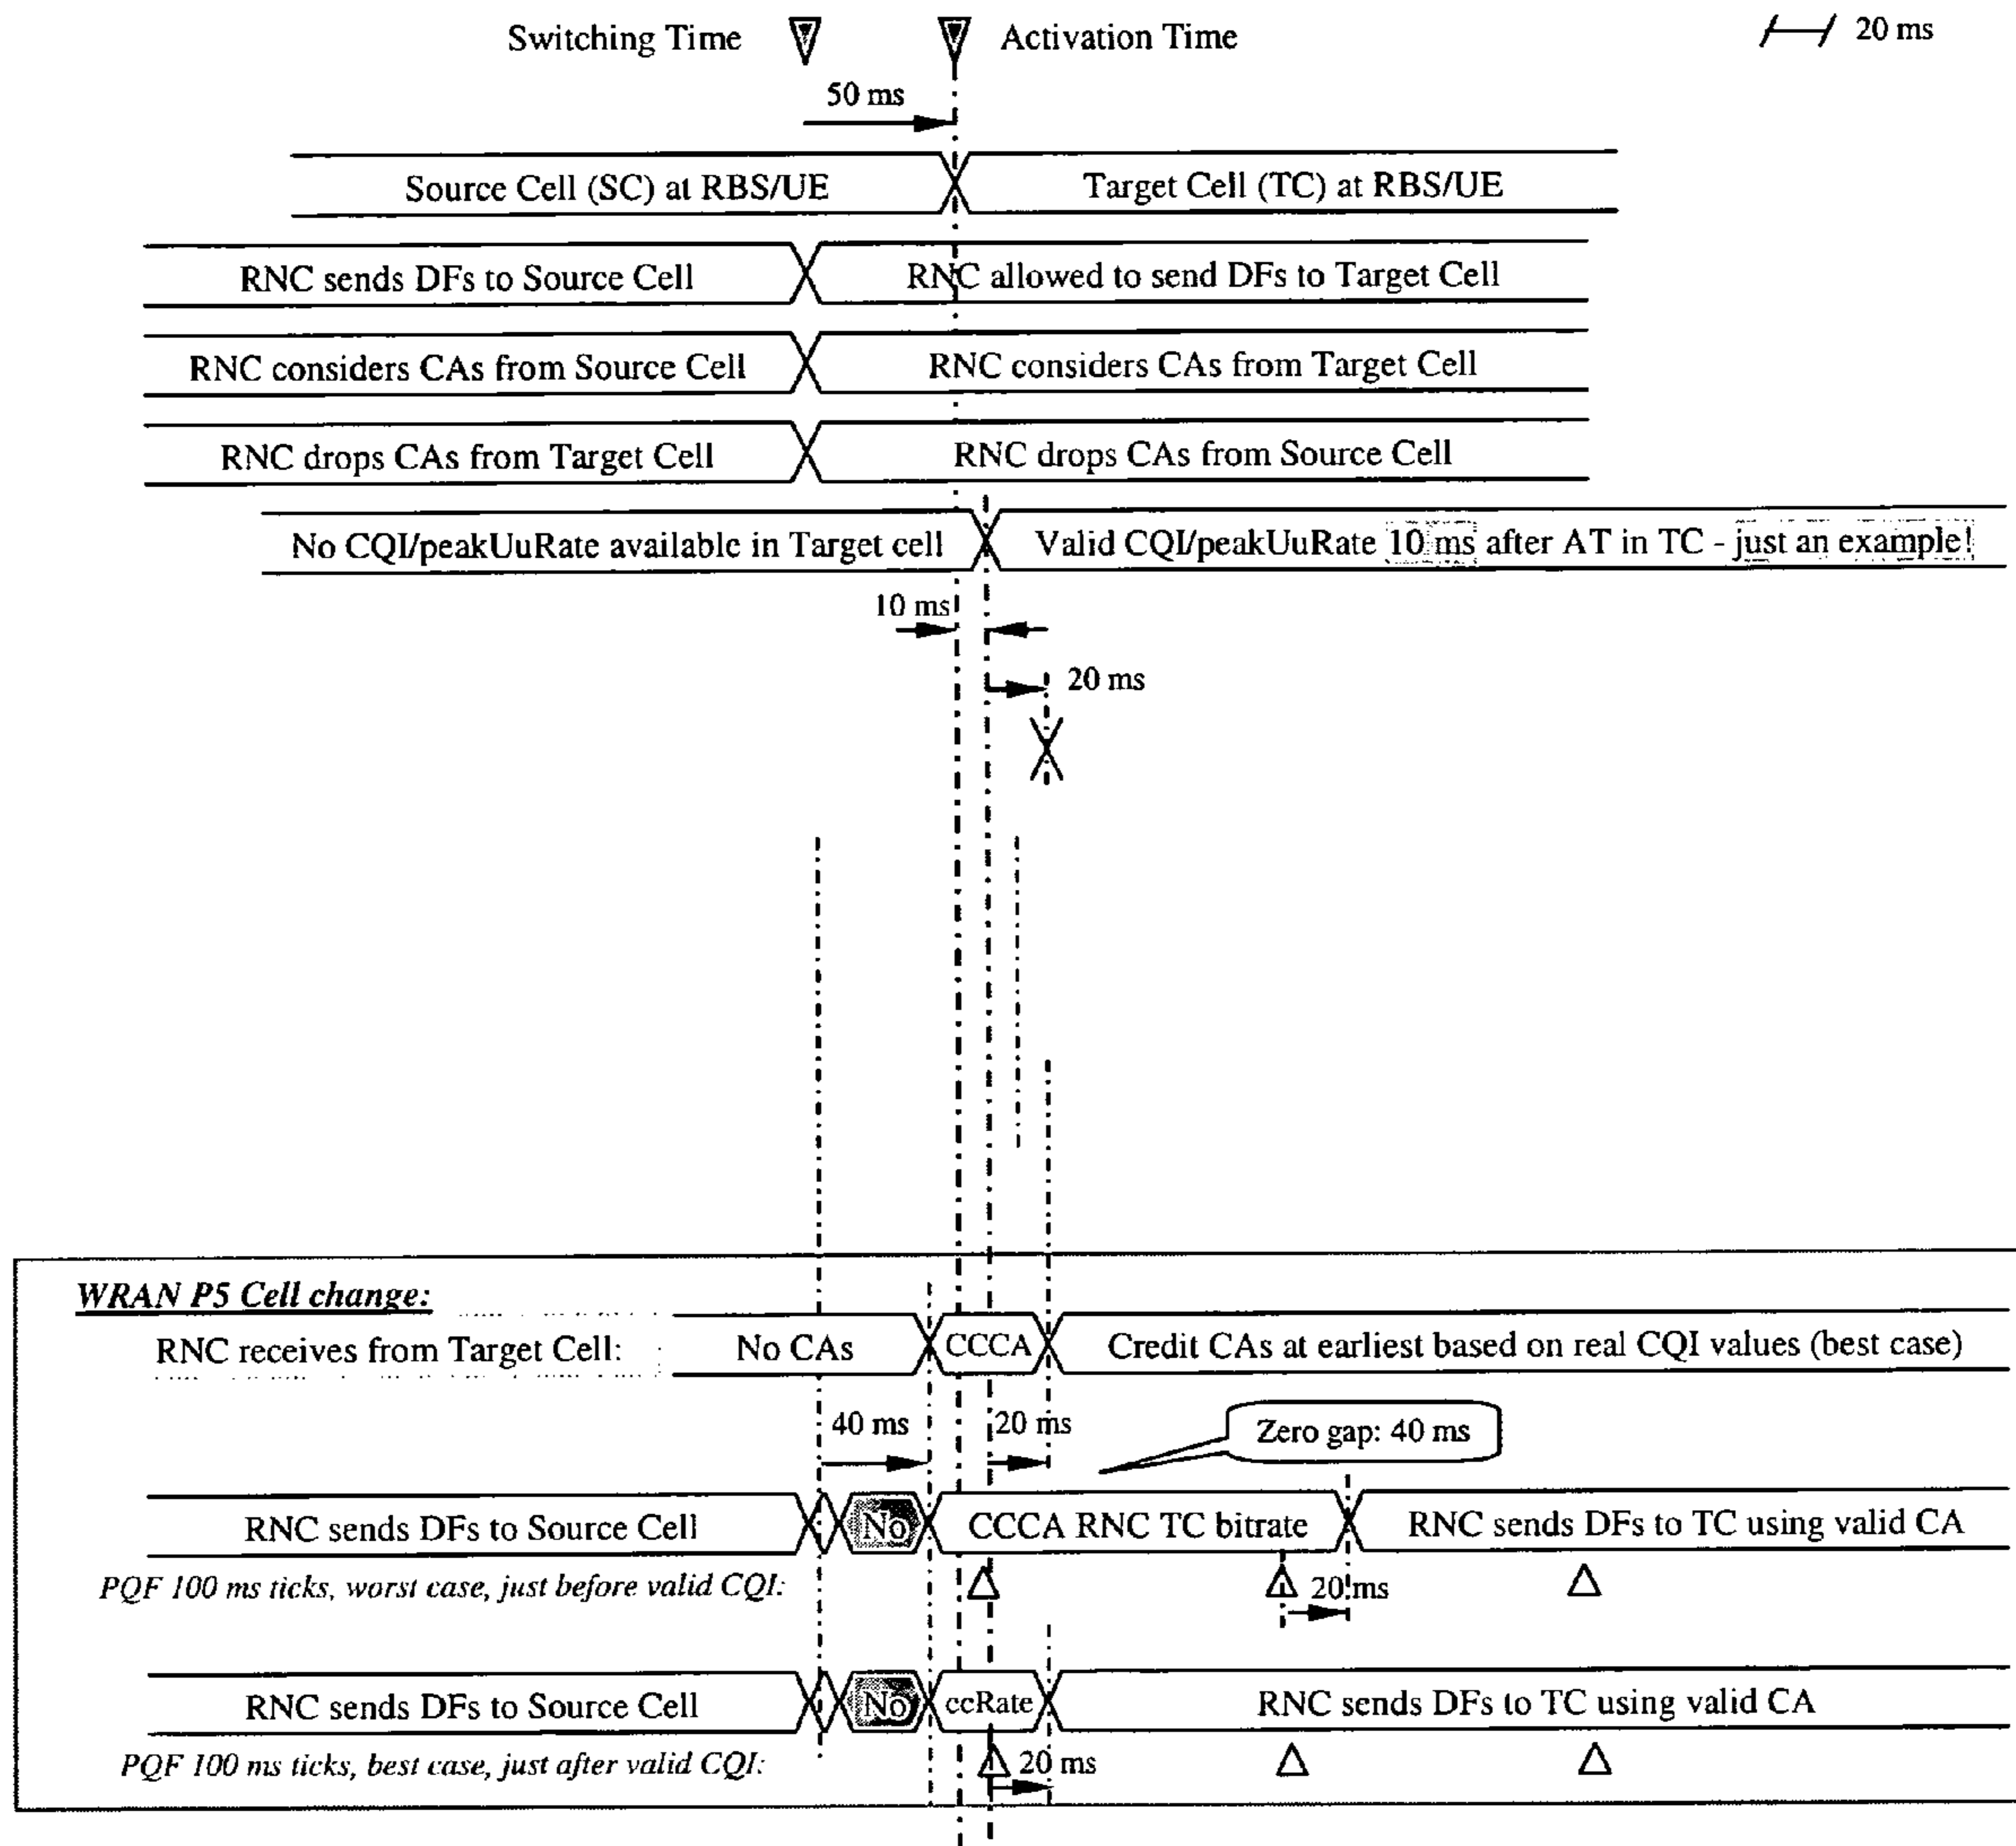 Switching Time
Activation Time
20 ms
50 ms
Source Cell (SC) at RBS/UE
Target Cell (TC) at RBS/UE
RNC sends DFs to Source Cell
RNC allowed to send DFs to Target Cell
RNC considers CAs from Source Cell
RNC considers CAs from Target Cell
RNC drops CAs from Target Cell
RNC drops CAs from Source Cell
No CQI/peakUuRate available in Target cell
Valid CQI/peakUuRate 10 ms after AT in TC - just an example!
10 ms
20 ms
WRAN P5 Cell change:
RNC receives from Target Cell:
No CAs
CCCA
Credit CAs at earliest based on real CQI values (best case)
40 ms
20 ms
Zero gap: 40 ms
RNC sends DFs to Source Cell
No
CCCA RNC TC bitrate
RNC sends DFs to TC using valid CA
PQF 100 ms ticks, worst case, just before valid CQI:
20 ms
RNC sends DFs to Source Cell
No
ccRate
RNC sends DFs to TC using valid CA
PQF 100 ms ticks, best case, just after valid CQI:
20 ms